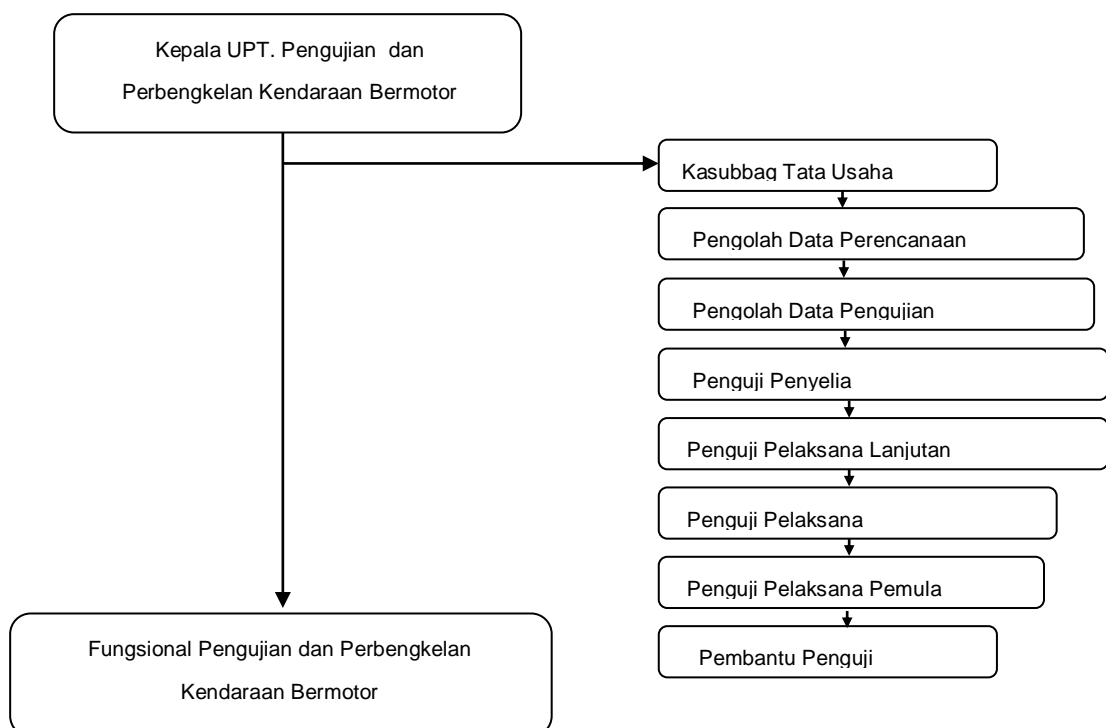 Kepala UPT. Pengujian dan
Perbengkelan Kendaraan Bermotor
Kasubbag Tata Usaha
Pengolah Data Perencanaan
Pengolah Data Pengujian
Penguji Penyelia
Penguji Pelaksana Lanjutan
Penguji Pelaksana
Penguji Pelaksana Pemula
Pembantu Penguji
Fungsional Pengujian dan Perbengkelan
Kendaraan Bermotor